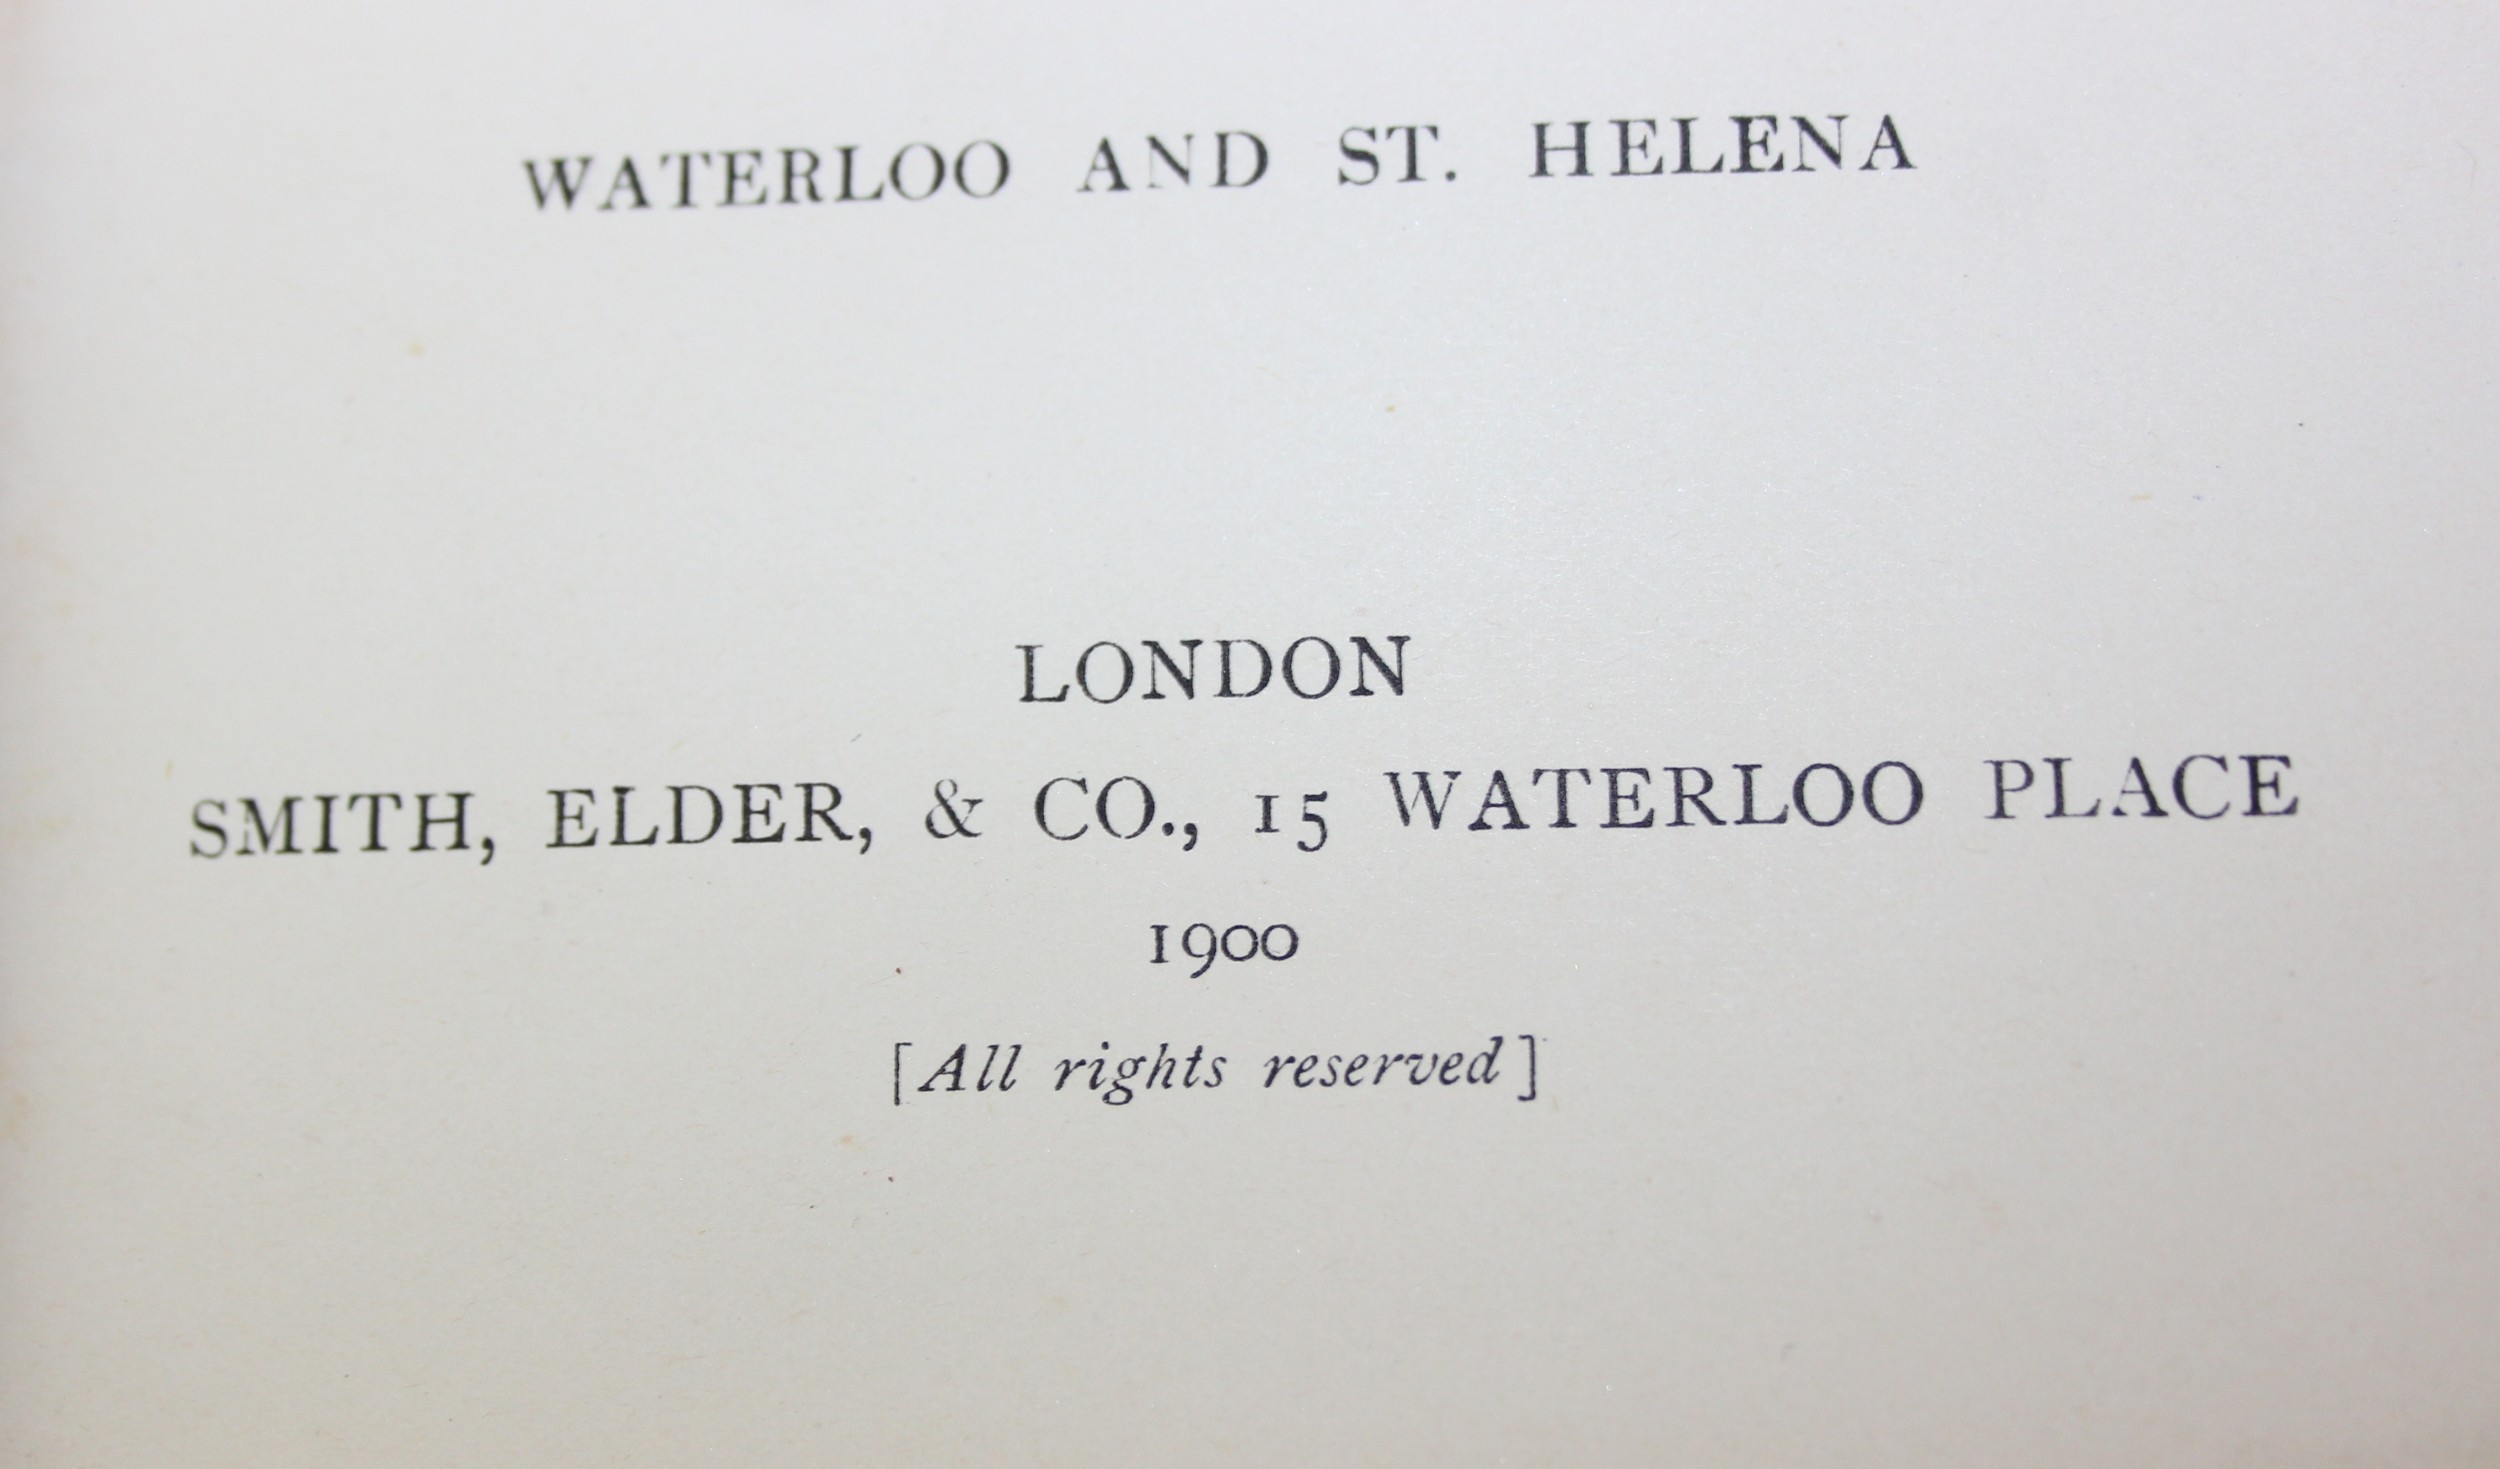 WATERLOO AND ST. HELENA
LONDON
SMITH, ELDER, & CO., 15 WATERLOO PLACE
1900
[All rights reserved]